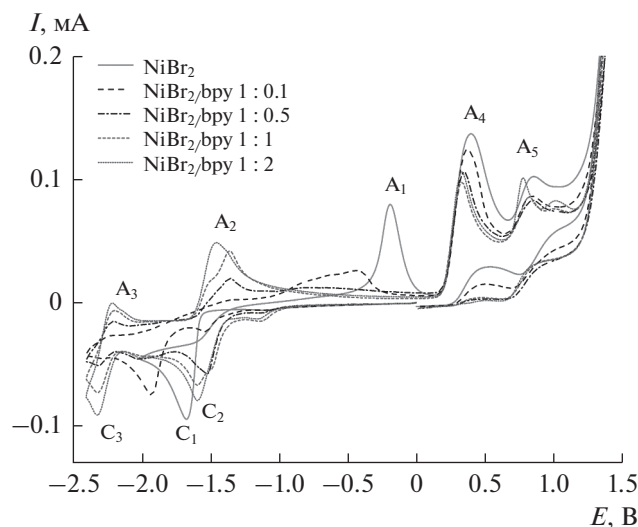 I, мА
0.2
NiBr₂
NiBr₂/bpy 1 : 0.1
NiBr₂/bpy 1 : 0.5
NiBr₂/bpy 1 : 1
NiBr₂/bpy 1 : 2
A₄
A₅
0.1
A₁
A₂
A₃
0
C₃
C₁
C₂
−0.1
−2.5 −2.0 −1.5 −1.0 −0.5 0 0.5 1.0 1.5
E, В